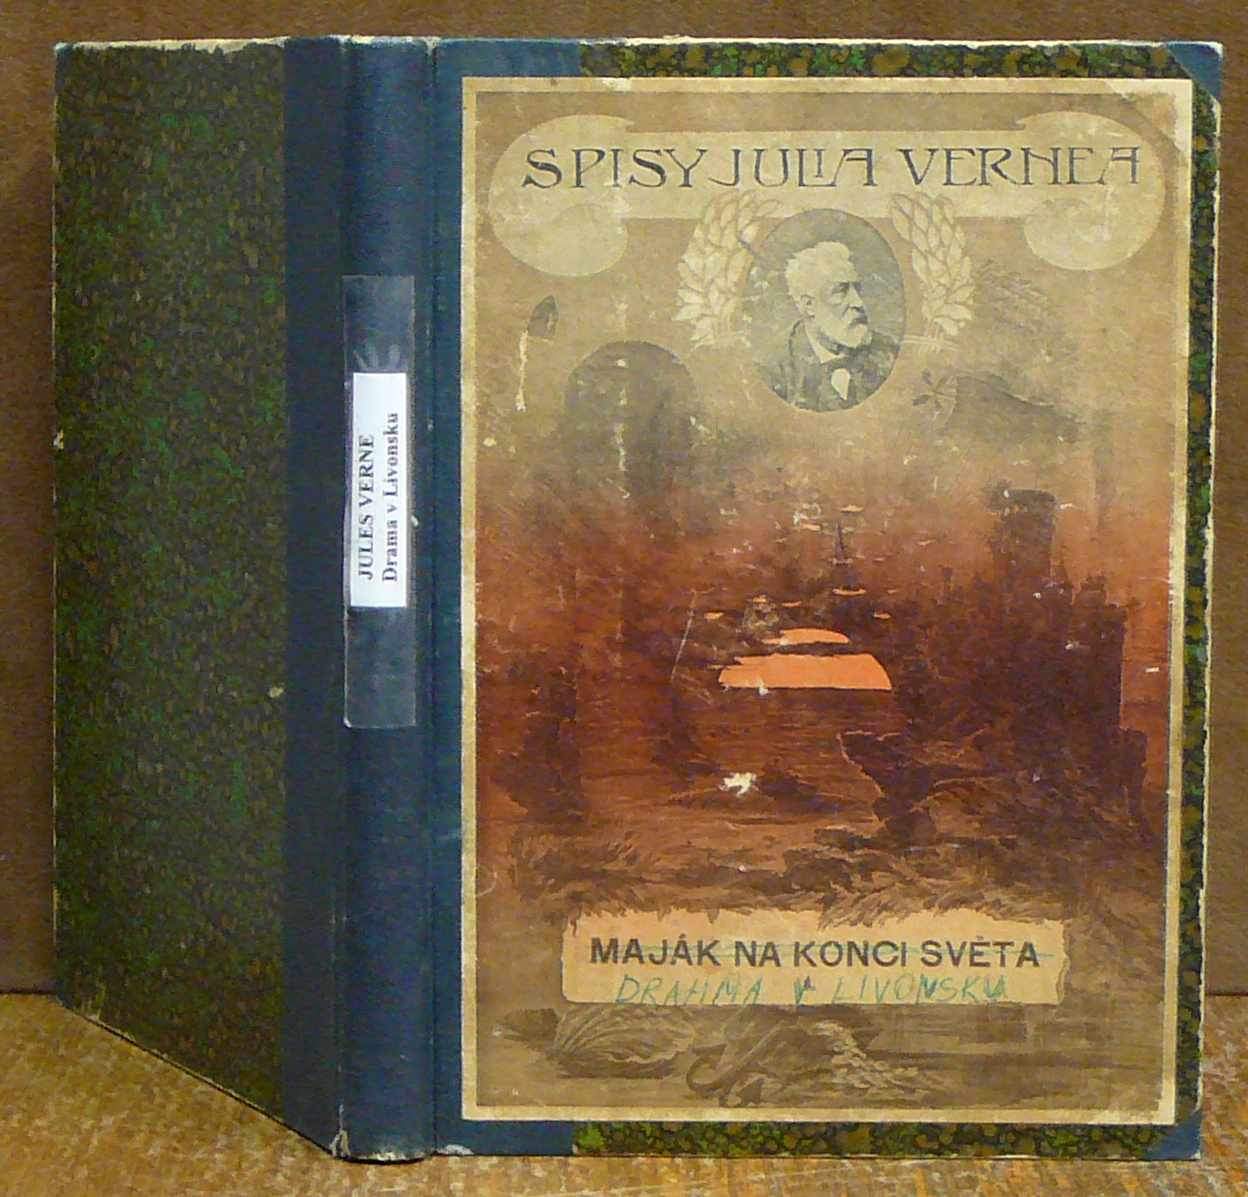 JULES VERNE
Drama v Livonsku
SPISY JULIA VERNEA
MAJÁK NA KONCI SVĚTA
DRAHMA V LIVONSKU